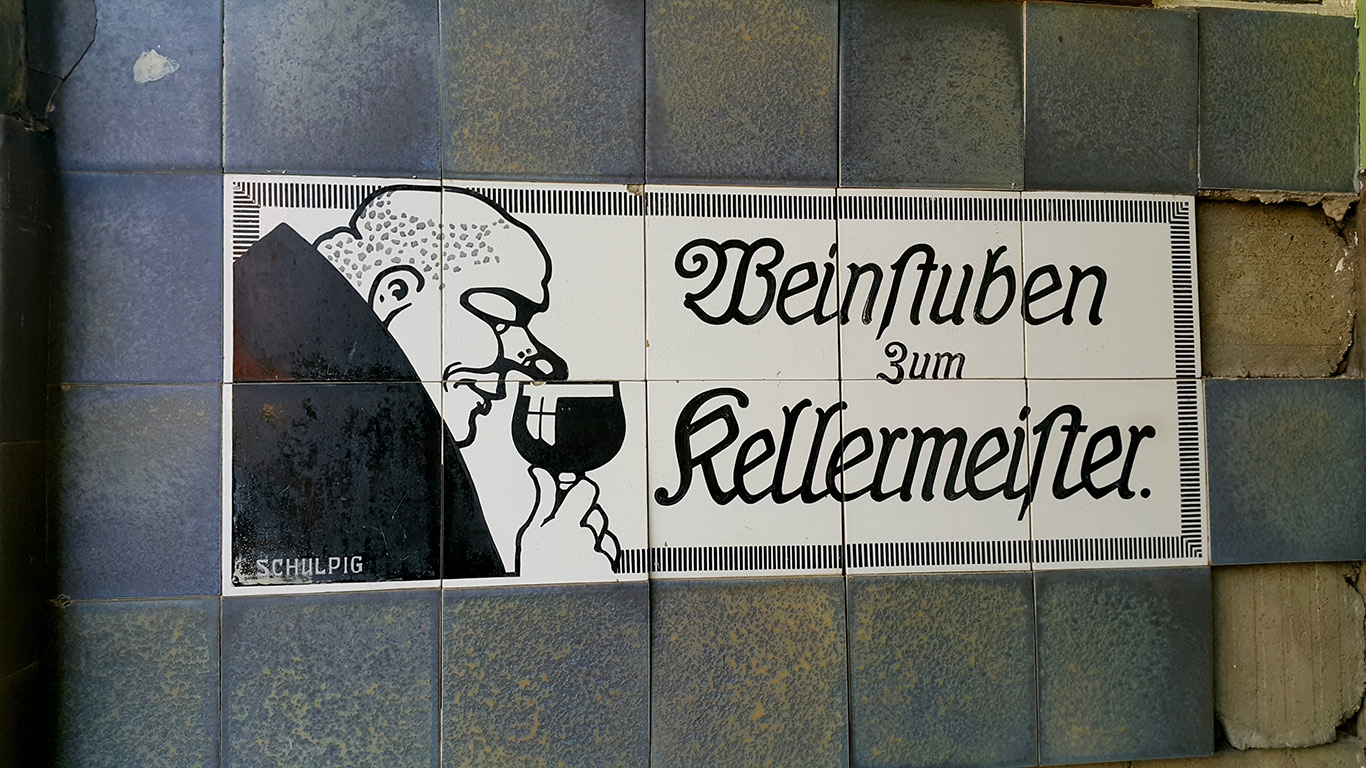 Weinſtuben
Zum
Kellermeiſter.
SCHULPIG